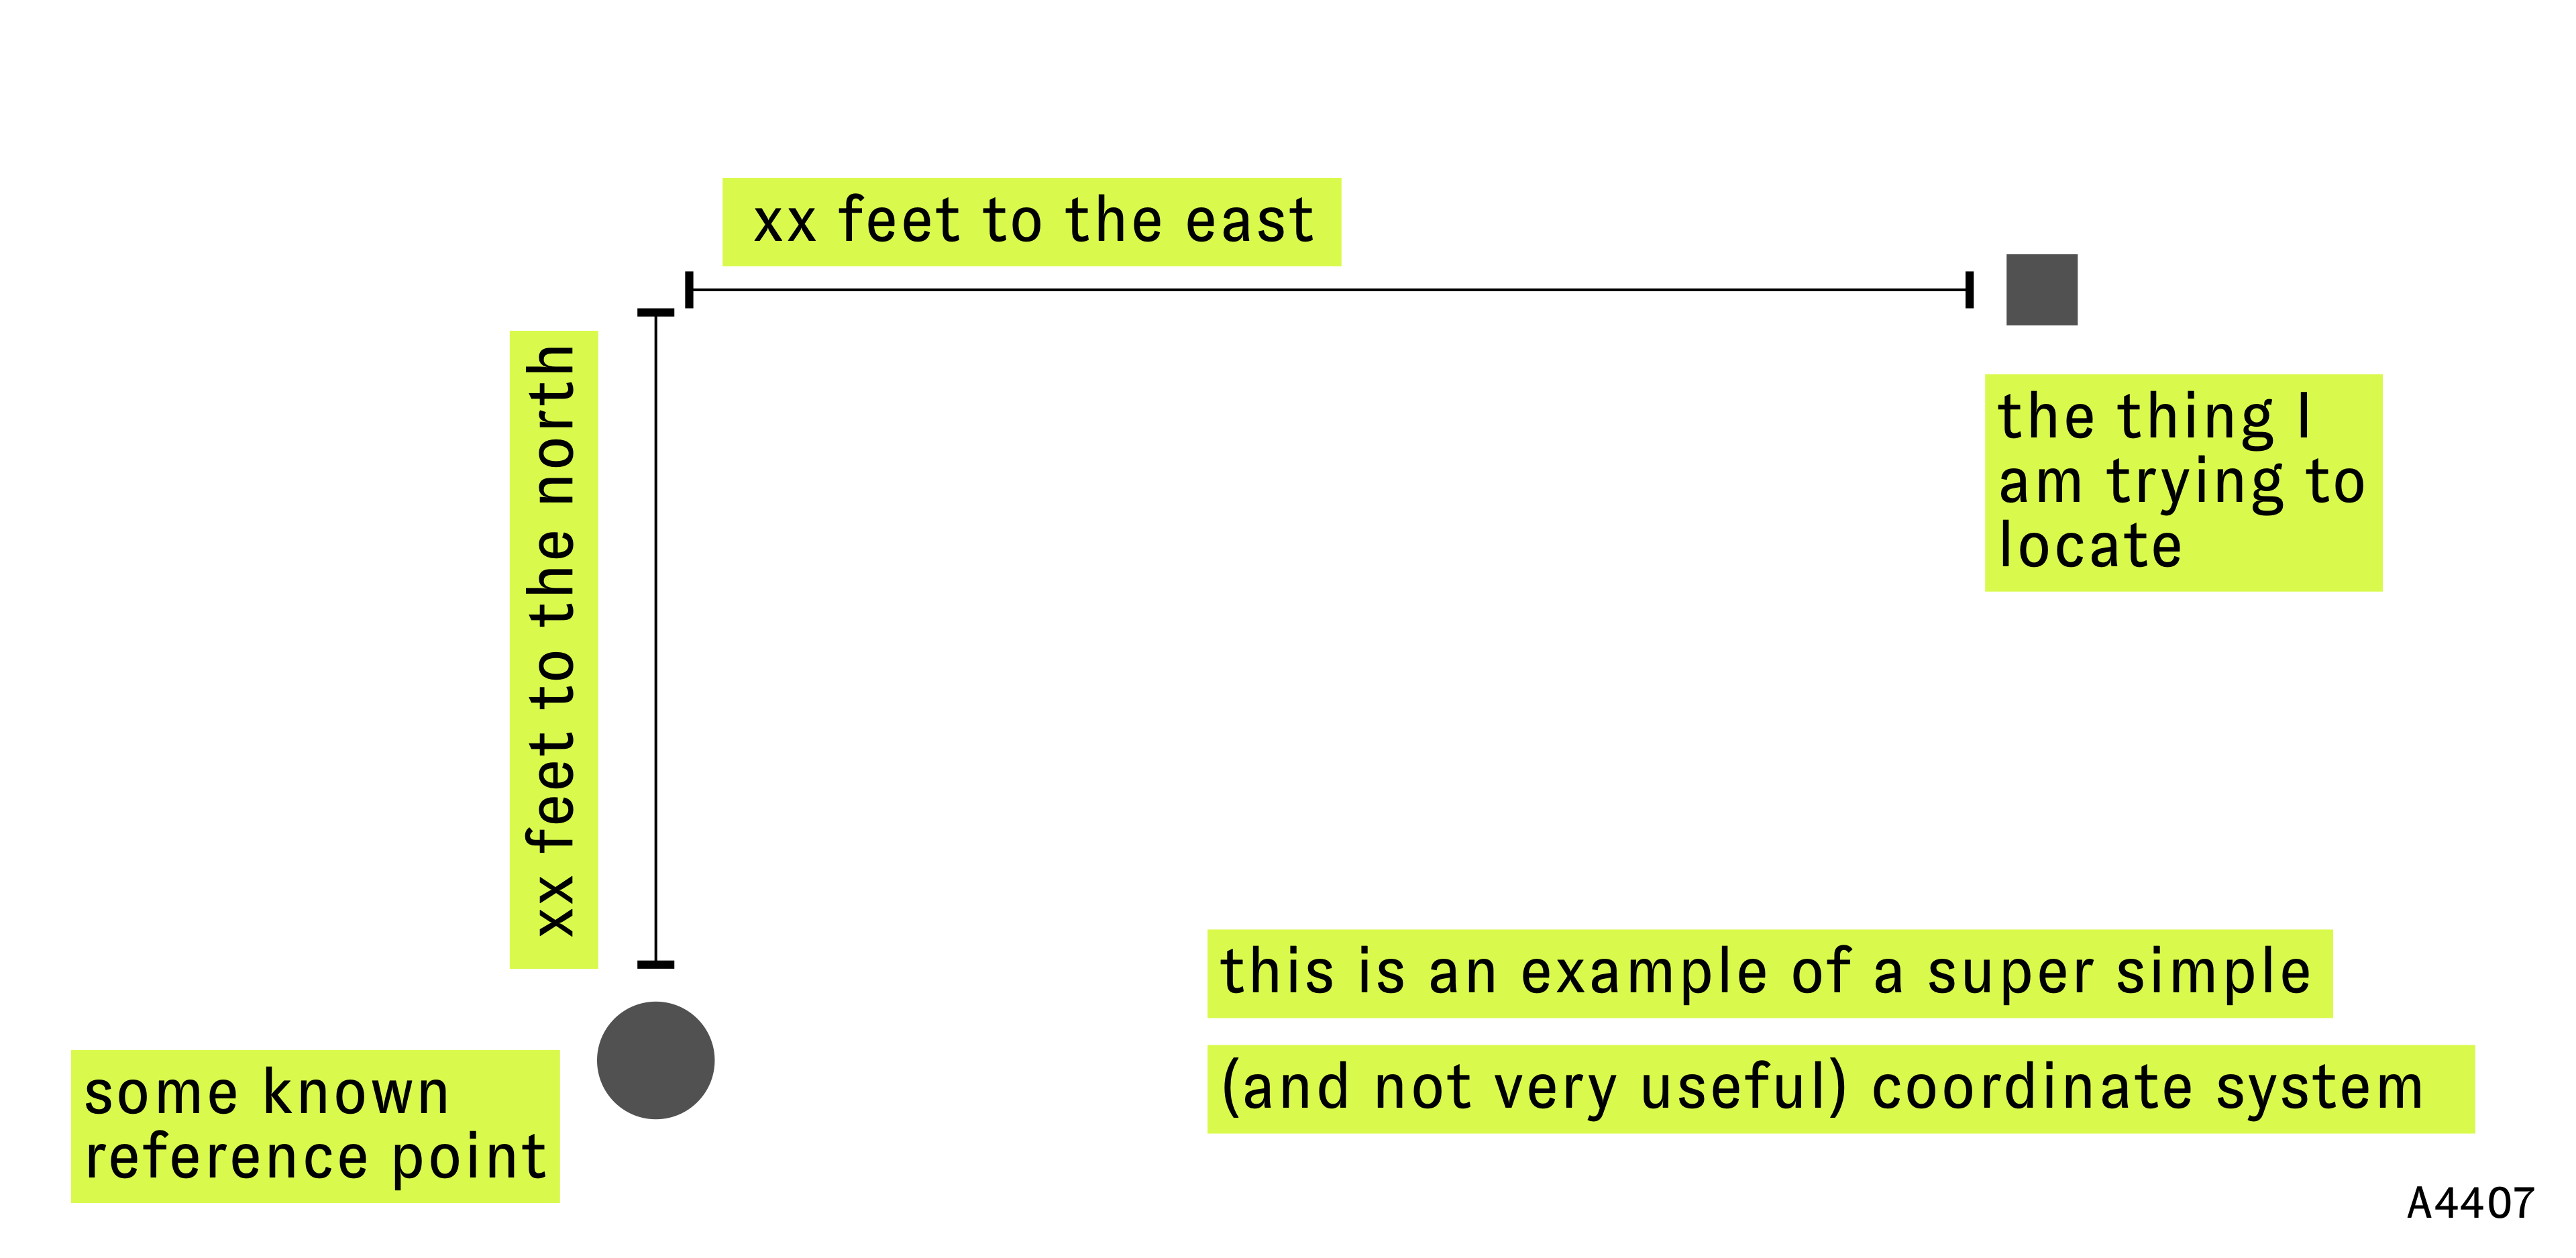 xx feet to the east
xx feet to the north
the thing I
am trying to
locate
this is an example of a super simple
(and not very useful) coordinate system
some known
reference point
A4407